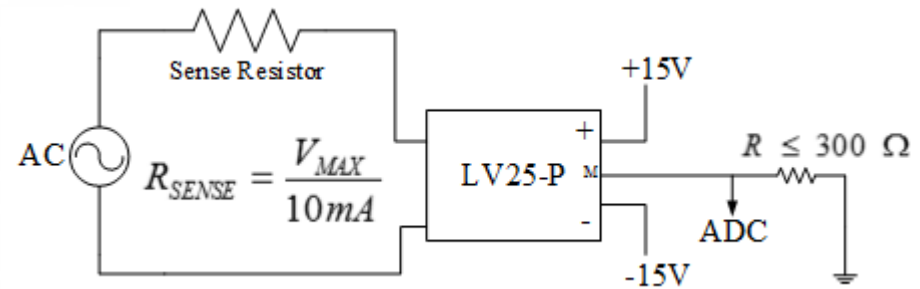 Sense Resistor
+15V
AC
R_SENSE = V_MAX / 10mA
+
LV25-P M
-
R ≤ 300 Ω
ADC
-15V